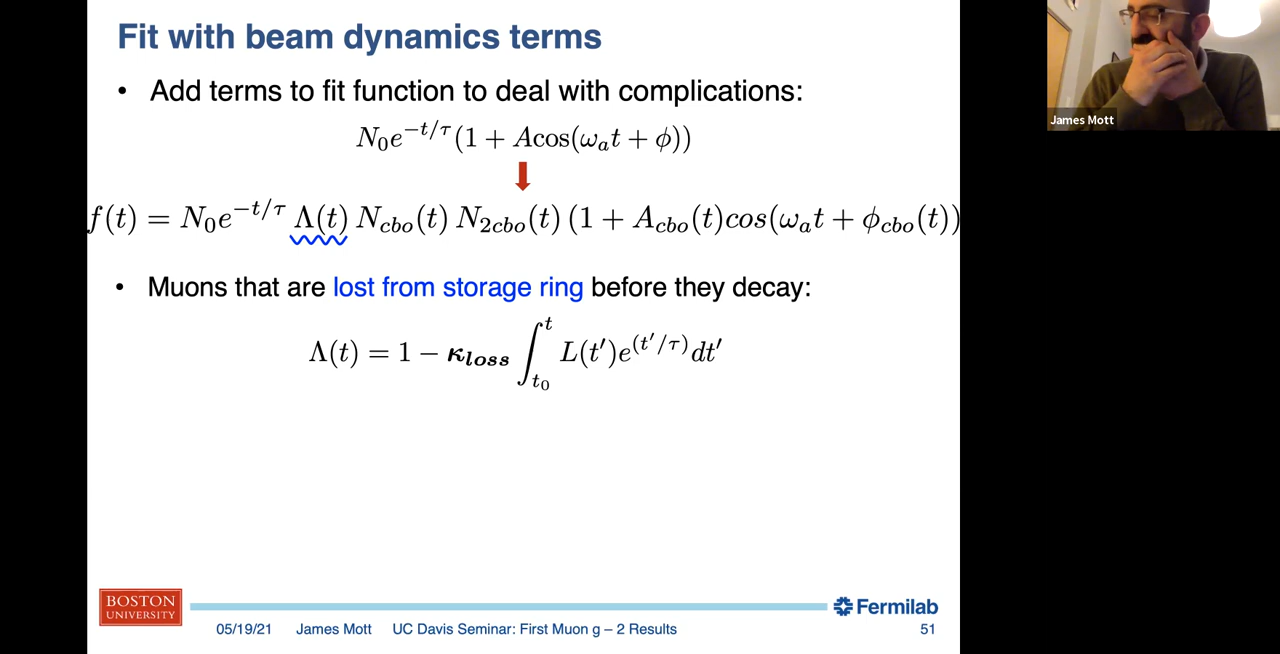 Fit with beam dynamics terms
• Add terms to fit function to deal with complications:
N₀e^{−t/τ}(1 + Acos(ωₐt + ϕ))
f(t) = N₀e^{−t/τ} Λ(t) N_{cbo}(t) N_{2cbo}(t) (1 + A_{cbo}(t)cos(ωₐt + ϕ_{cbo}(t))
• Muons that are lost from storage ring before they decay:
Λ(t) = 1 − κ_{loss} ∫_{t₀}^{t} L(t′)e^{(t′/τ)}dt′
BOSTON
UNIVERSITY
Fermilab
05/19/21 James Mott UC Davis Seminar: First Muon g – 2 Results 51
James Mott